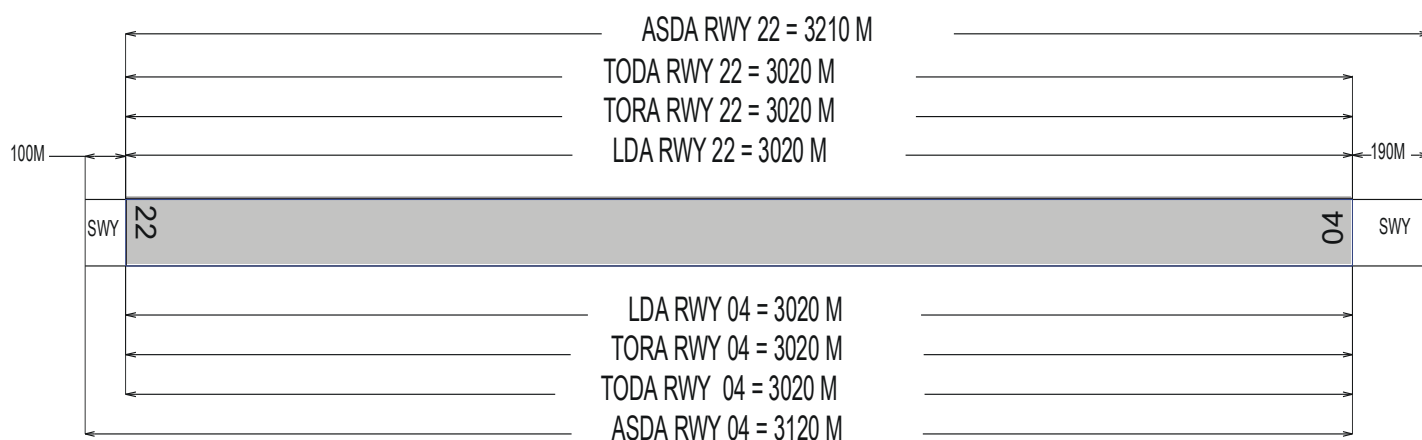 ASDA RWY 22 = 3210 M
TODA RWY 22 = 3020 M
TORA RWY 22 = 3020 M
LDA RWY 22 = 3020 M
100M
190M
SWY
22
04
SWY
LDA RWY 04 = 3020 M
TORA RWY 04 = 3020 M
TODA RWY 04 = 3020 M
ASDA RWY 04 = 3120 M